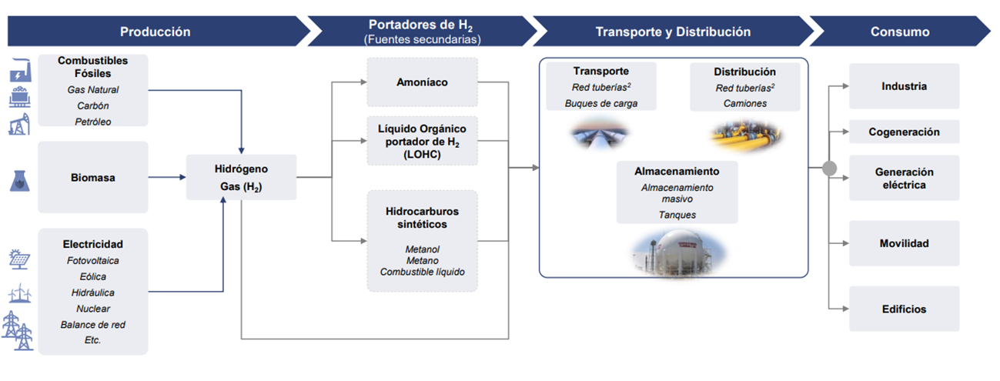 Producción
Portadores de H2
(Fuentes secundarias)
Transporte y Distribución
Consumo
Combustibles
Fósiles
Gas Natural
Carbón
Petróleo
Biomasa
Electricidad
Fotovoltaica
Eólica
Hidráulica
Nuclear
Balance de red
Etc.
Hidrógeno
Gas (H2)
Amoníaco
Líquido Orgánico
portador de H2
(LOHC)
Hidrocarburos
sintéticos
Metanol
Metano
Combustible líquido
Transporte
Red tuberías2
Buques de carga
Distribución
Red tuberías2
Camiones
Almacenamiento
Almacenamiento
masivo
Tanques
Industria
Cogeneración
Generación
eléctrica
Movilidad
Edificios